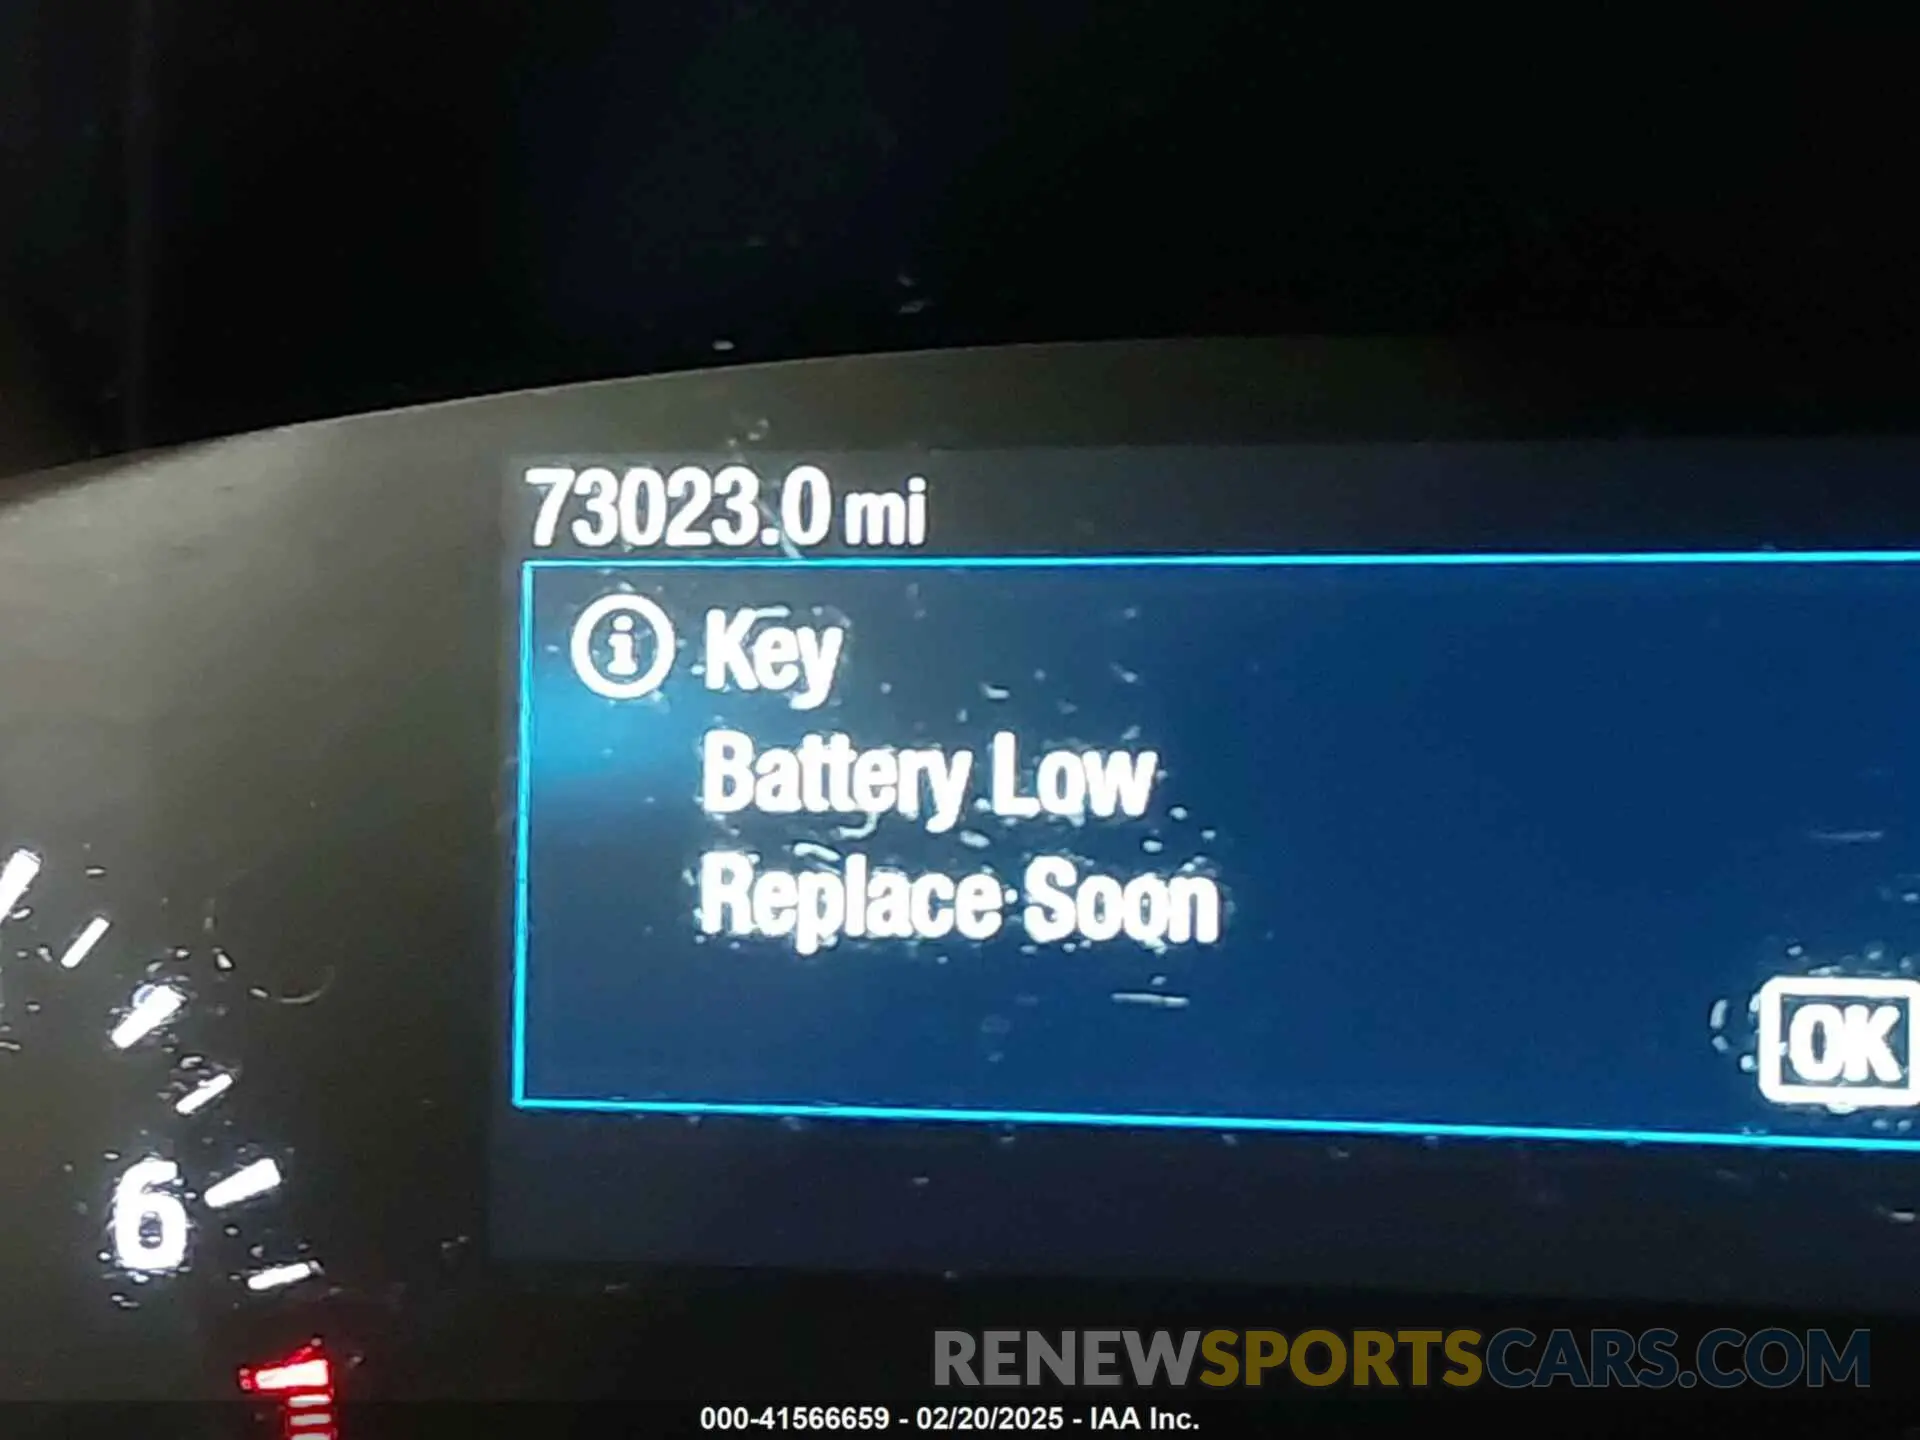 73023.0 mi
i Key
Battery Low
Replace Soon
OK
6
RENEWSPORTSCARS.COM
000-41566659 - 02/20/2025 - IAA Inc.